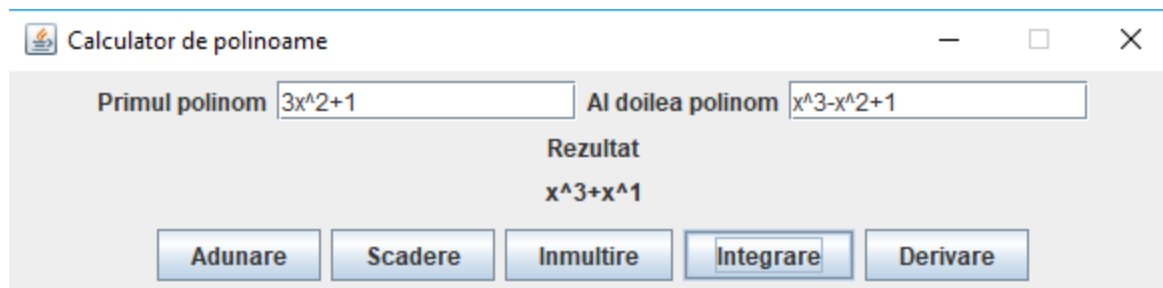 Calculator de polinoame
Primul polinom 3x^2+1 Al doilea polinom x^3-x^2+1
Rezultat
x^3+x^1
Adunare Scadere Inmultire Integrare Derivare